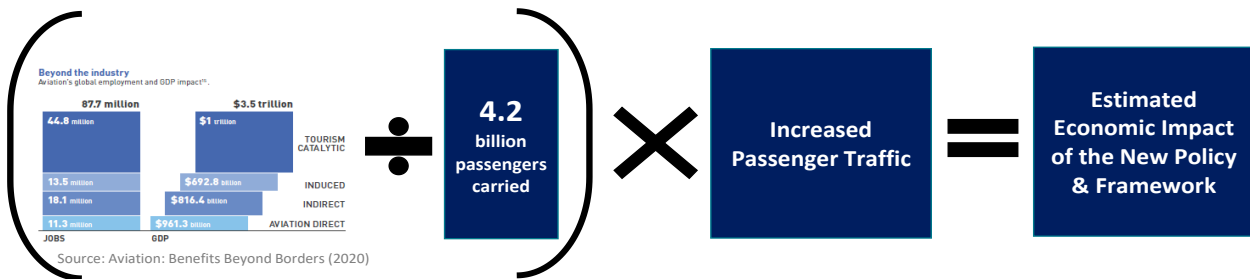 Beyond the industry
Aviation's global employment and GDP impact¹⁵.
87.7 million
$3.5 trillion
44.8 million
$1 trillion
TOURISM
CATALYTIC
13.5 million
$692.8 billion
INDUCED
18.1 million
$816.4 billion
INDIRECT
11.3 million
$961.3 billion
AVIATION DIRECT
JOBS
GDP
Source: Aviation: Benefits Beyond Borders (2020)
÷
4.2
billion
passengers
carried
×
Increased
Passenger Traffic
=
Estimated
Economic Impact
of the New Policy
& Framework